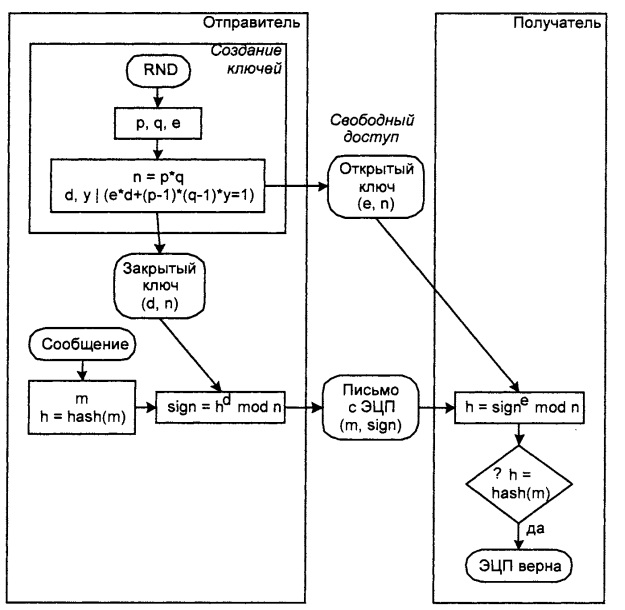 Отправитель
Создание
ключей
RND
p, q, e
n = p*q
d, y | (e*d+(p-1)*(q-1)*y=1)
Закрытый
ключ
(d, n)
Сообщение
m
h = hash(m)
sign = h^d mod n
Свободный
доступ
Открытый
ключ
(e, n)
Письмо
с ЭЦП
(m, sign)
Получатель
h = sign^e mod n
? h =
hash(m)
да
ЭЦП верна